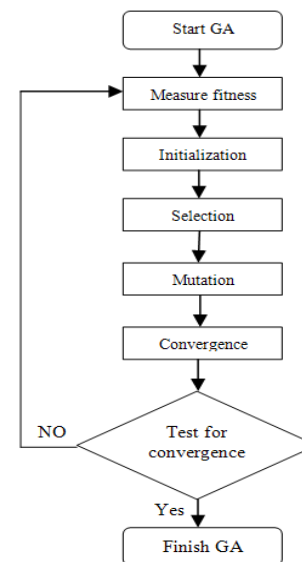 Start GA
Measure fitness
Initialization
Selection
Mutation
Convergence
NO
Test for
convergence
Yes
Finish GA